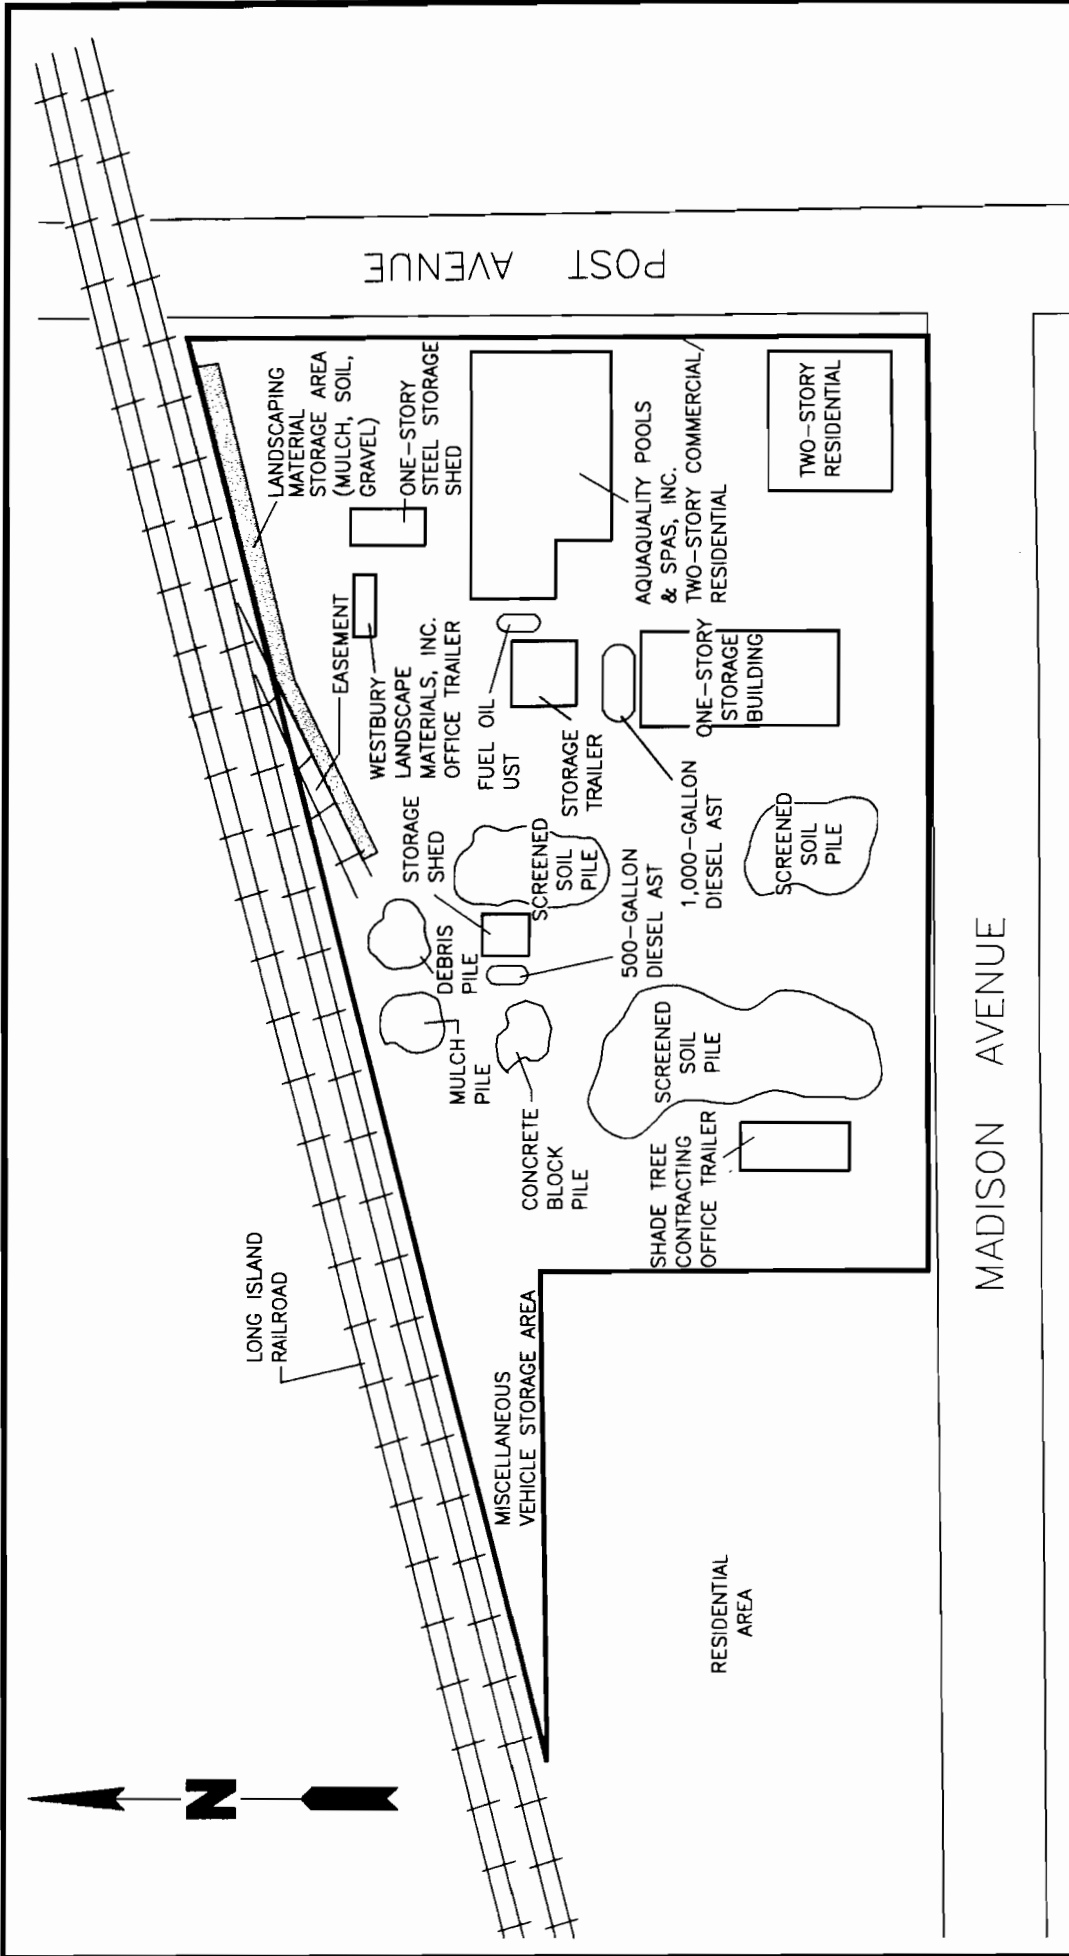 LONG ISLAND
RAILROAD
N
MISCELLANEOUS
VEHICLE STORAGE AREA
RESIDENTIAL
AREA
MULCH
PILE
DEBRIS
PILE
CONCRETE
BLOCK
PILE
STORAGE
SHED
SCREENED
SOIL
PILE
500-GALLON
DIESEL AST
SHADE TREE
CONTRACTING
OFFICE TRAILER
SCREENED
SOIL
PILE
EASEMENT
WESTBURY
LANDSCAPE
MATERIALS, INC.
OFFICE TRAILER
FUEL OIL
UST
STORAGE
TRAILER
1,000-GALLON
DIESEL AST
SCREENED
SOIL
PILE
ONE-STORY
STORAGE
BUILDING
LANDSCAPING
MATERIAL
STORAGE AREA
(MULCH, SOIL,
GRAVEL)
ONE-STORY
STEEL STORAGE
SHED
AQUAQUALITY POOLS
& SPAS, INC.
TWO-STORY COMMERCIAL/
RESIDENTIAL
TWO-STORY
RESIDENTIAL
POST AVENUE
MADISON AVENUE